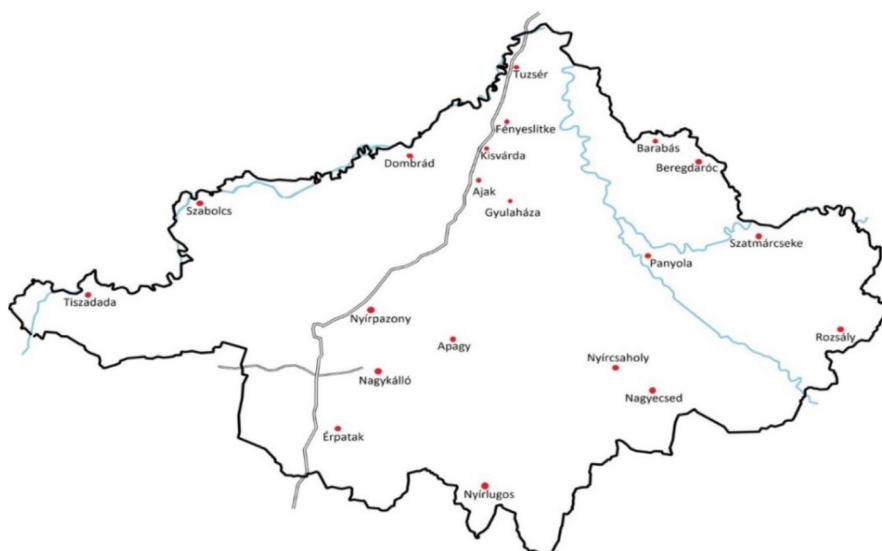 Tuzsér
Fényeslitke
Barabás
Kisvárda
Dombrád
Beregdaróc
Ajak
Szabolcs
Gyulaháza
Szatmárcseke
Panyola
Tiszadada
Nyírpazony
Rozsály
Apagy
Nyírcsaholy
Nagykálló
Nagyecsed
Érpatak
Nyírlugos